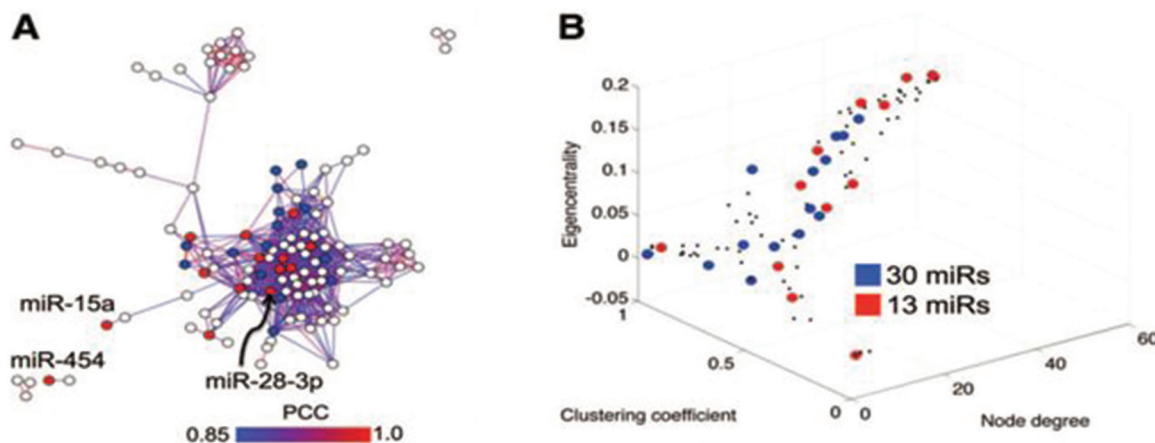 A
miR-15a
miR-454
miR-28-3p
PCC
0.85 1.0
B
0.2
0.15
0.1
0.05
0
-0.05
Eigencentrality
1
0.5
0
Clustering coefficient
0
20
40
60
Node degree
30 miRs
13 miRs